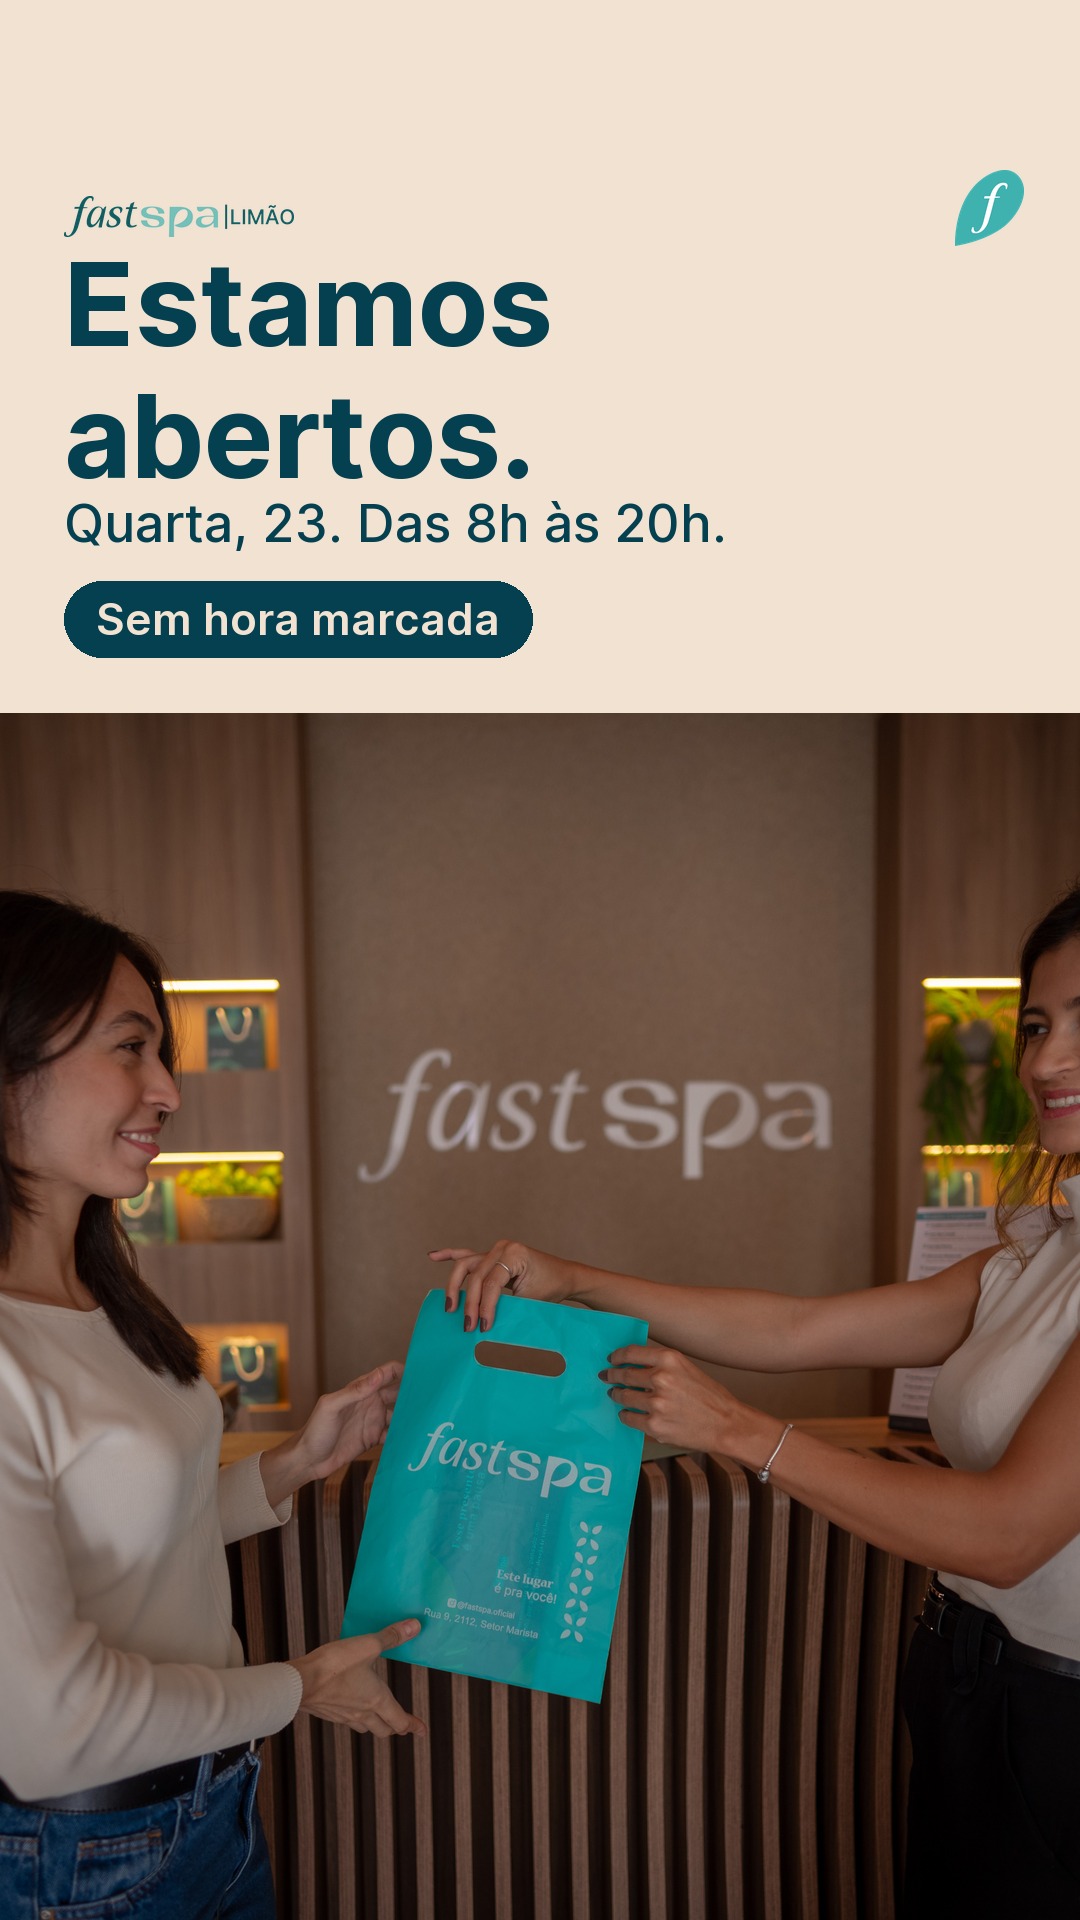 fastspa|LIMÃO
f
Estamos
abertos.
Quarta, 23. Das 8h às 20h.
Sem hora marcada
fastspa
fastspa
Este lugar
é pra você!
@fastspa.oficial
Rua 9, 2112, Setor Marista